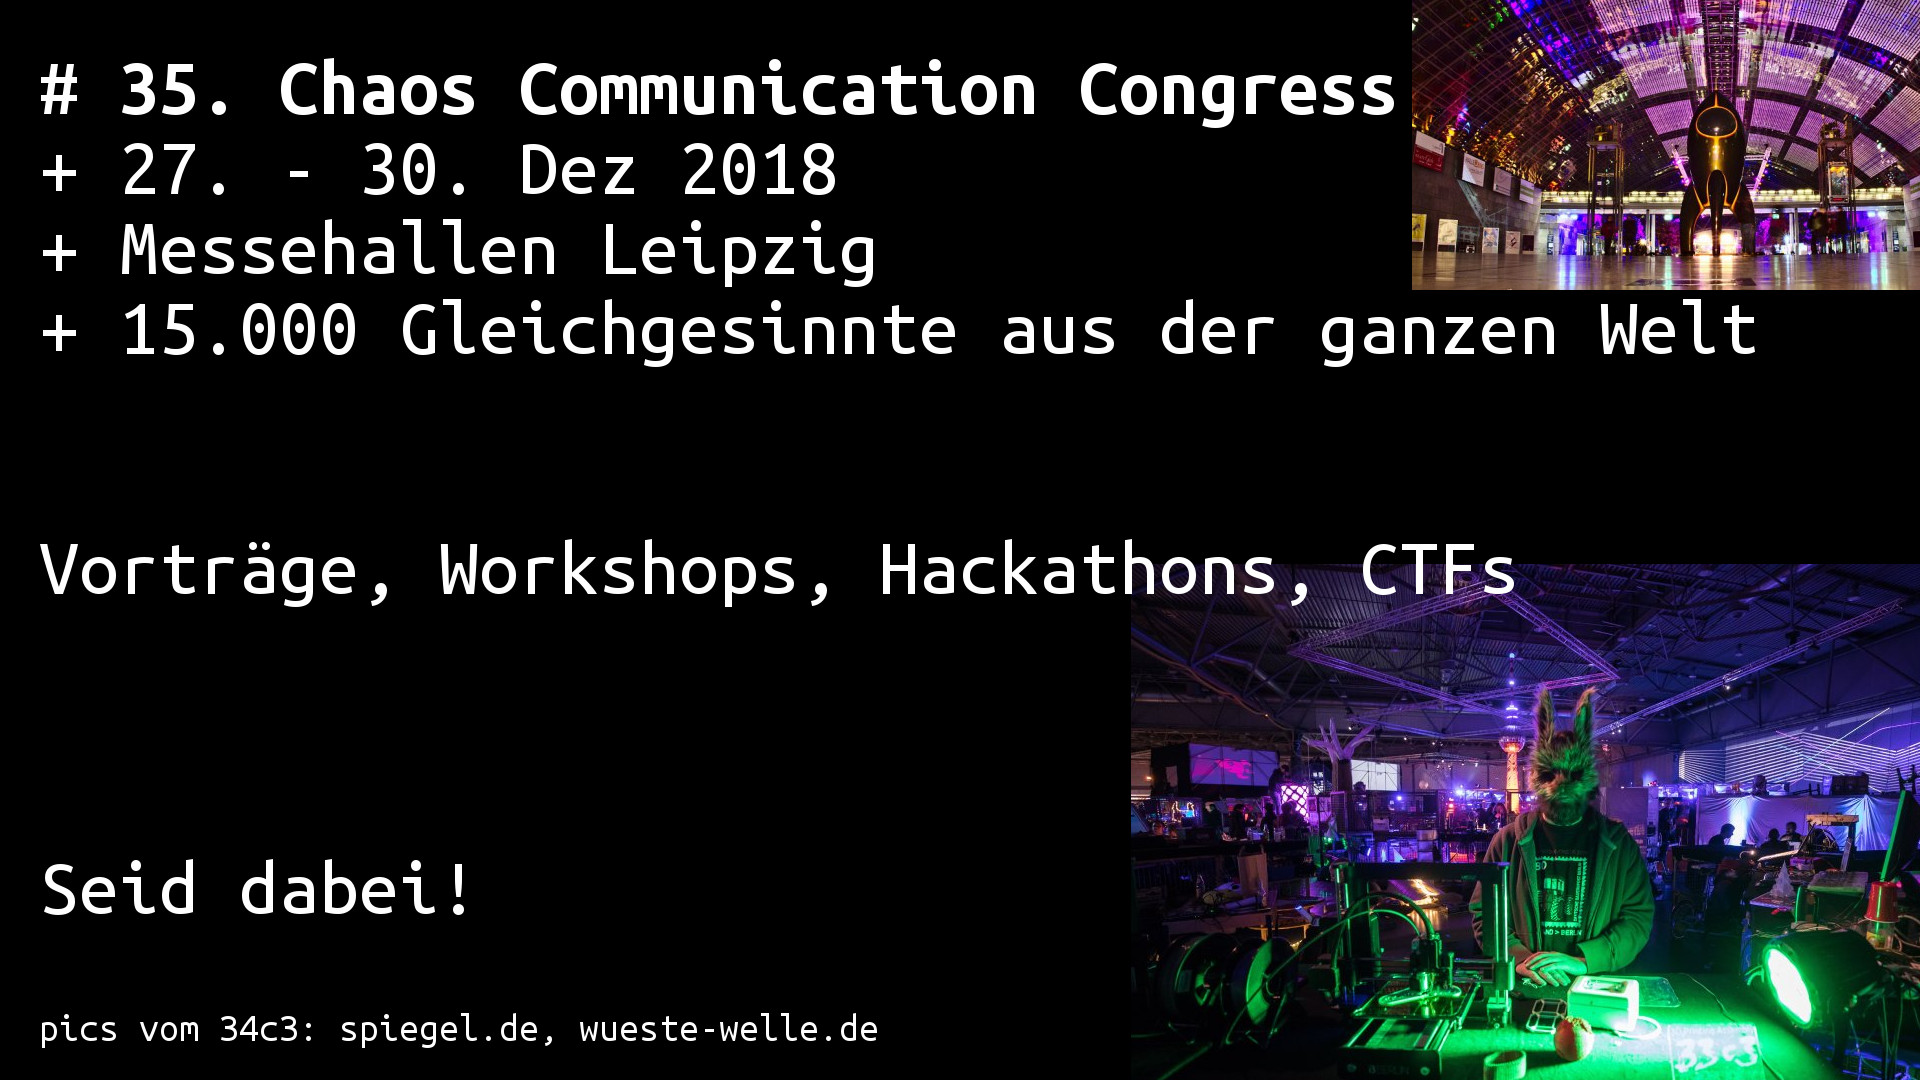 # 35. Chaos Communication Congress
+ 27. - 30. Dez 2018
+ Messehallen Leipzig
+ 15.000 Gleichgesinnte aus der ganzen Welt
Vorträge, Workshops, Hackathons, CTFs
Seid dabei!
pics vom 34c3: spiegel.de, wueste-welle.de